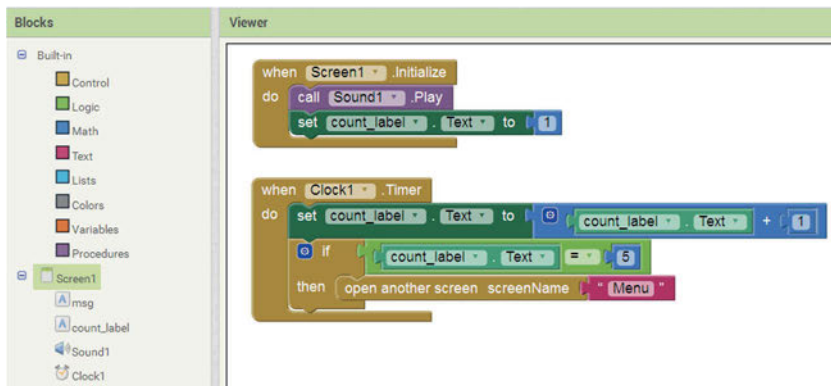 Blocks
Viewer
Built-in
Control
Logic
Math
Text
Lists
Colors
Variables
Procedures
Screen1
msg
count_label
Sound1
Clock1
when Screen1 .Initialize
do call Sound1 .Play
set count_label . Text to 1
when Clock1 .Timer
do set count_label . Text to count_label . Text + 1
if count_label . Text = 5
then open another screen screenName " Menu "